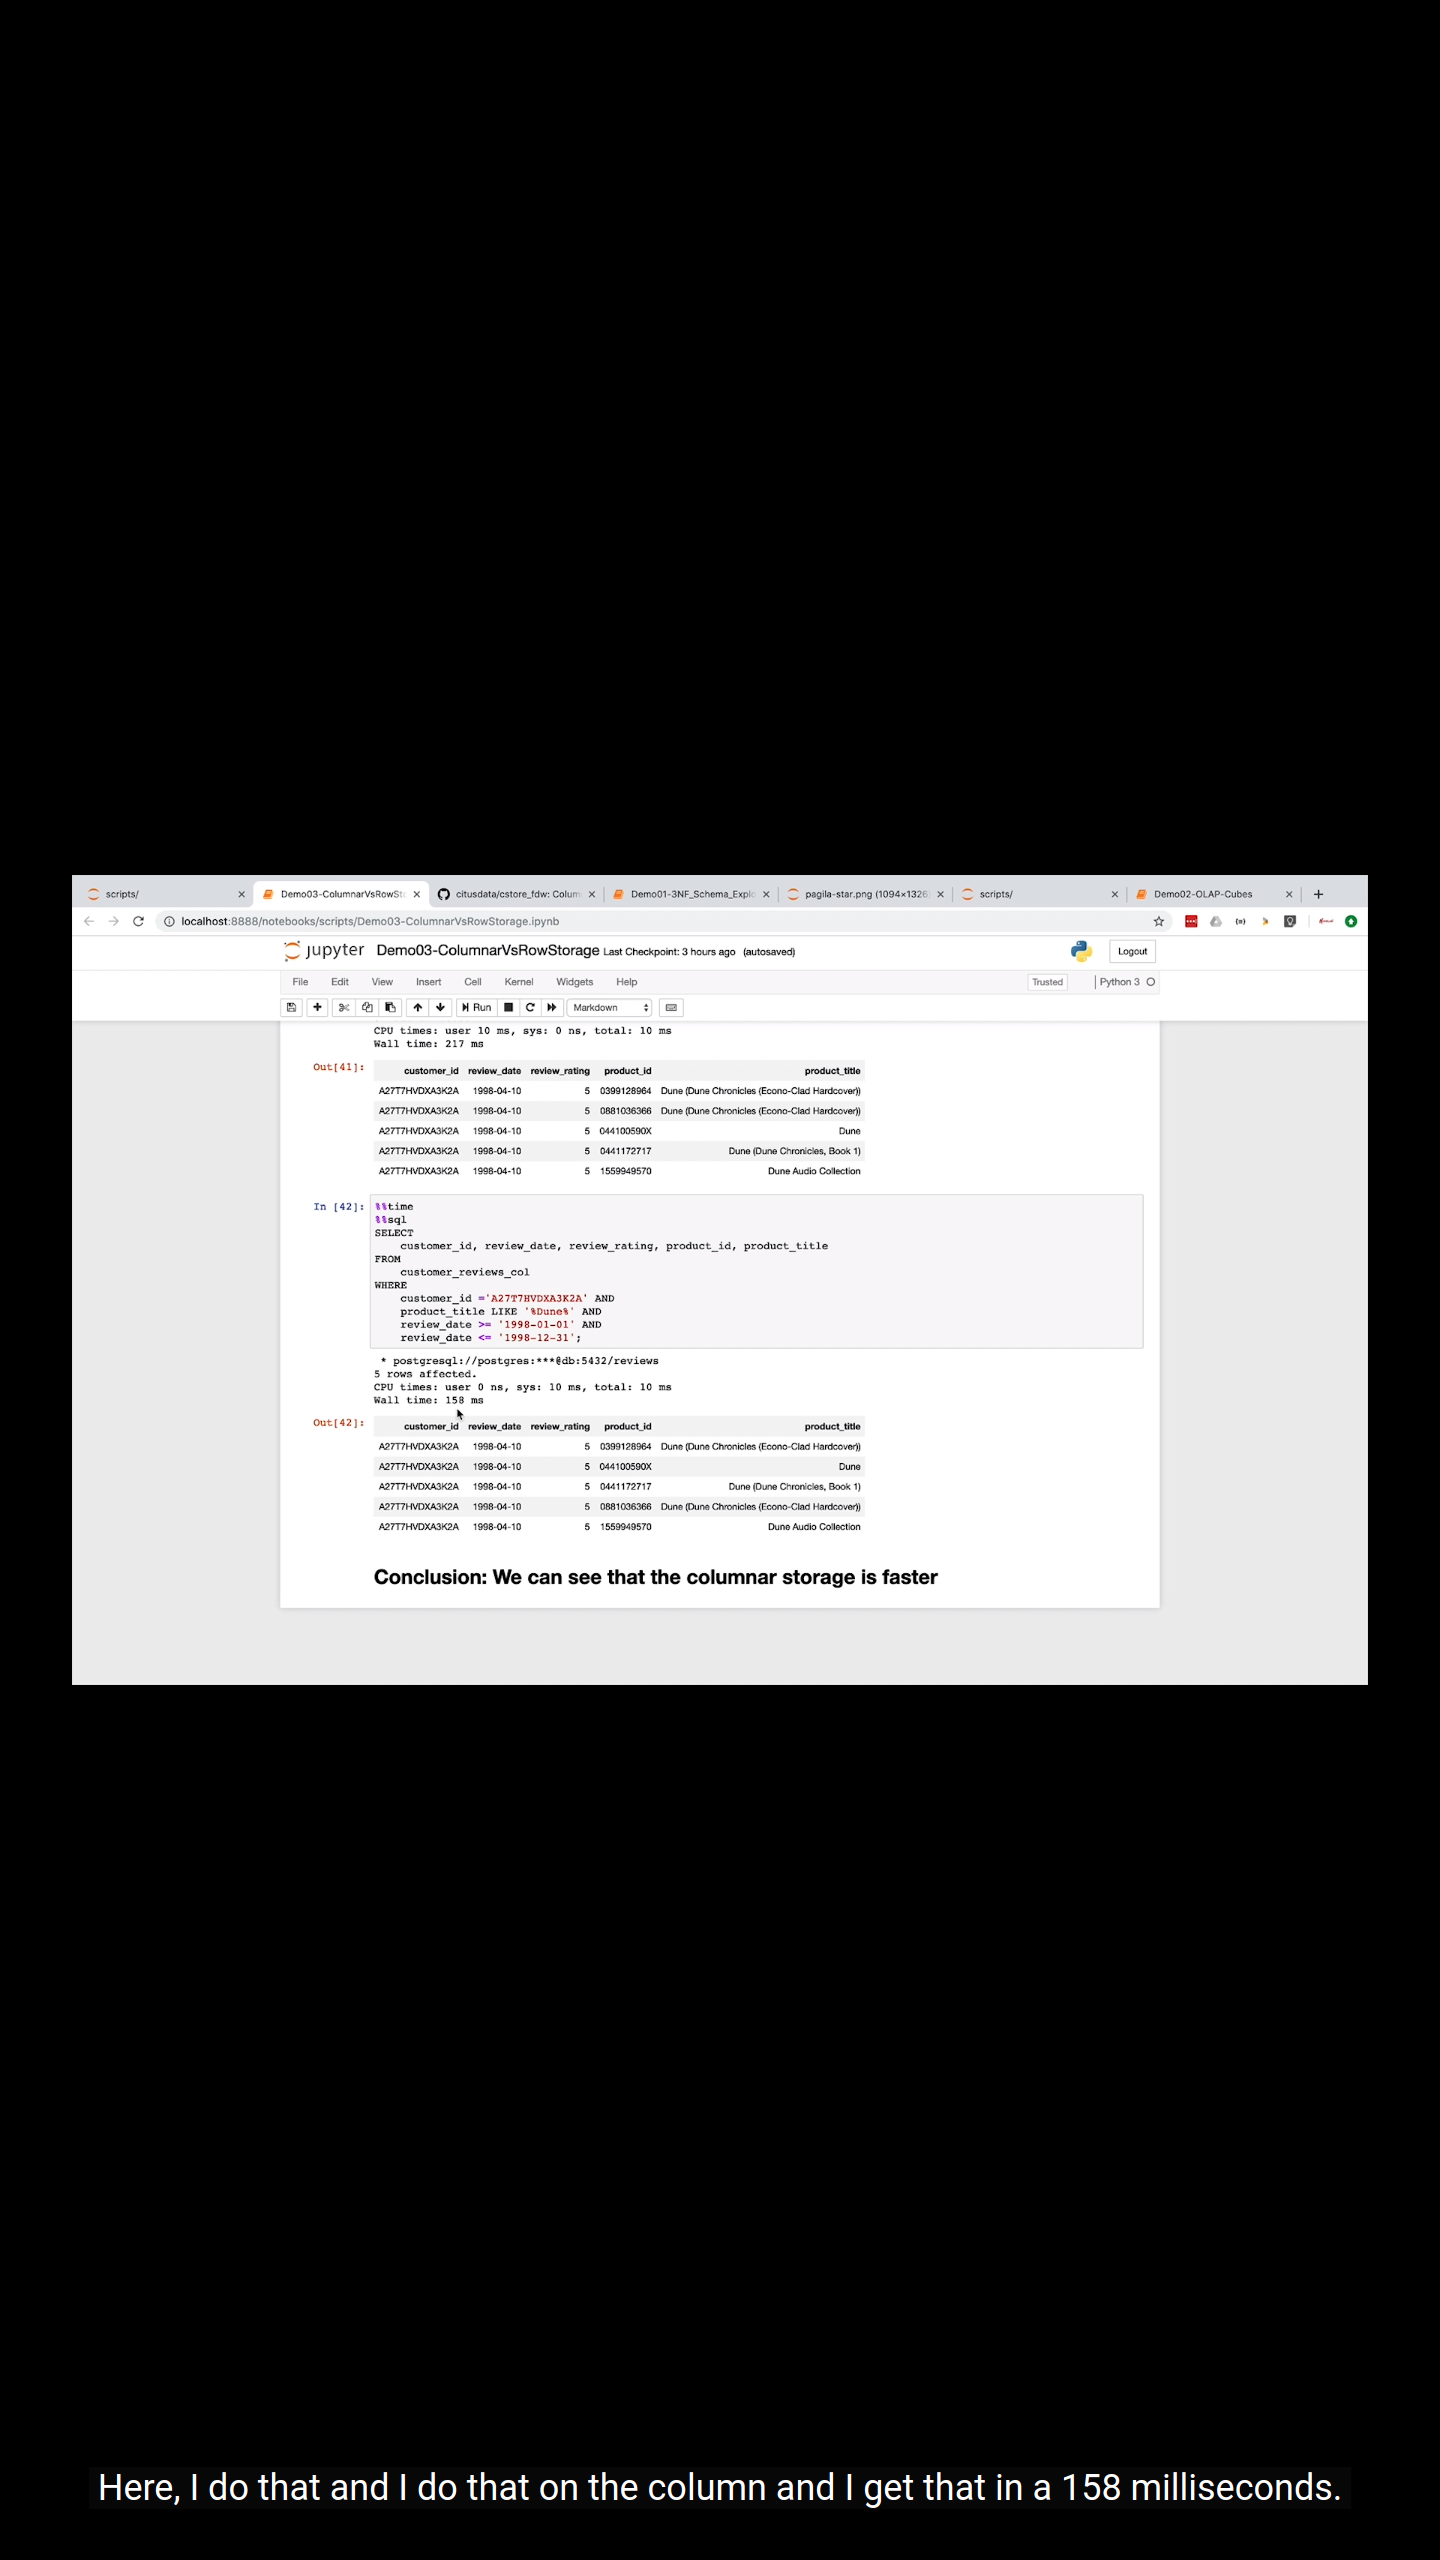 scripts/ Demo03-ColumnarVsRowSto citusdata/cstore_fdw: Colum Demo01-3NF_Schema_Explo pagila-star.png (1094×1326 scripts/ Demo02-OLAP-Cubes
localhost:8888/notebooks/scripts/Demo03-ColumnarVsRowStorage.ipynb
jupyter Demo03-ColumnarVsRowStorage Last Checkpoint: 3 hours ago (autosaved) Logout
File Edit View Insert Cell Kernel Widgets Help Trusted Python 3
Run Markdown
CPU times: user 10 ms, sys: 0 ns, total: 10 ms
Wall time: 217 ms
Out[41]:
customer_id review_date review_rating product_id product_title
A27T7HVDXA3K2A 1998-04-10 5 0399128964 Dune (Dune Chronicles (Econo-Clad Hardcover))
A27T7HVDXA3K2A 1998-04-10 5 0881036366 Dune (Dune Chronicles (Econo-Clad Hardcover))
A27T7HVDXA3K2A 1998-04-10 5 044100590X Dune
A27T7HVDXA3K2A 1998-04-10 5 0441172717 Dune (Dune Chronicles, Book 1)
A27T7HVDXA3K2A 1998-04-10 5 1559949570 Dune Audio Collection
In [42]: %%time
%%sql
SELECT
customer_id, review_date, review_rating, product_id, product_title
FROM
customer_reviews_col
WHERE
customer_id ='A27T7HVDXA3K2A' AND
product_title LIKE '%Dune%' AND
review_date >= '1998-01-01' AND
review_date <= '1998-12-31';
* postgresql://postgres:***@db:5432/reviews
5 rows affected.
CPU times: user 0 ns, sys: 10 ms, total: 10 ms
Wall time: 158 ms
Out[42]:
customer_id review_date review_rating product_id product_title
A27T7HVDXA3K2A 1998-04-10 5 0399128964 Dune (Dune Chronicles (Econo-Clad Hardcover))
A27T7HVDXA3K2A 1998-04-10 5 044100590X Dune
A27T7HVDXA3K2A 1998-04-10 5 0441172717 Dune (Dune Chronicles, Book 1)
A27T7HVDXA3K2A 1998-04-10 5 0881036366 Dune (Dune Chronicles (Econo-Clad Hardcover))
A27T7HVDXA3K2A 1998-04-10 5 1559949570 Dune Audio Collection
Conclusion: We can see that the columnar storage is faster
Here, I do that and I do that on the column and I get that in a 158 milliseconds.